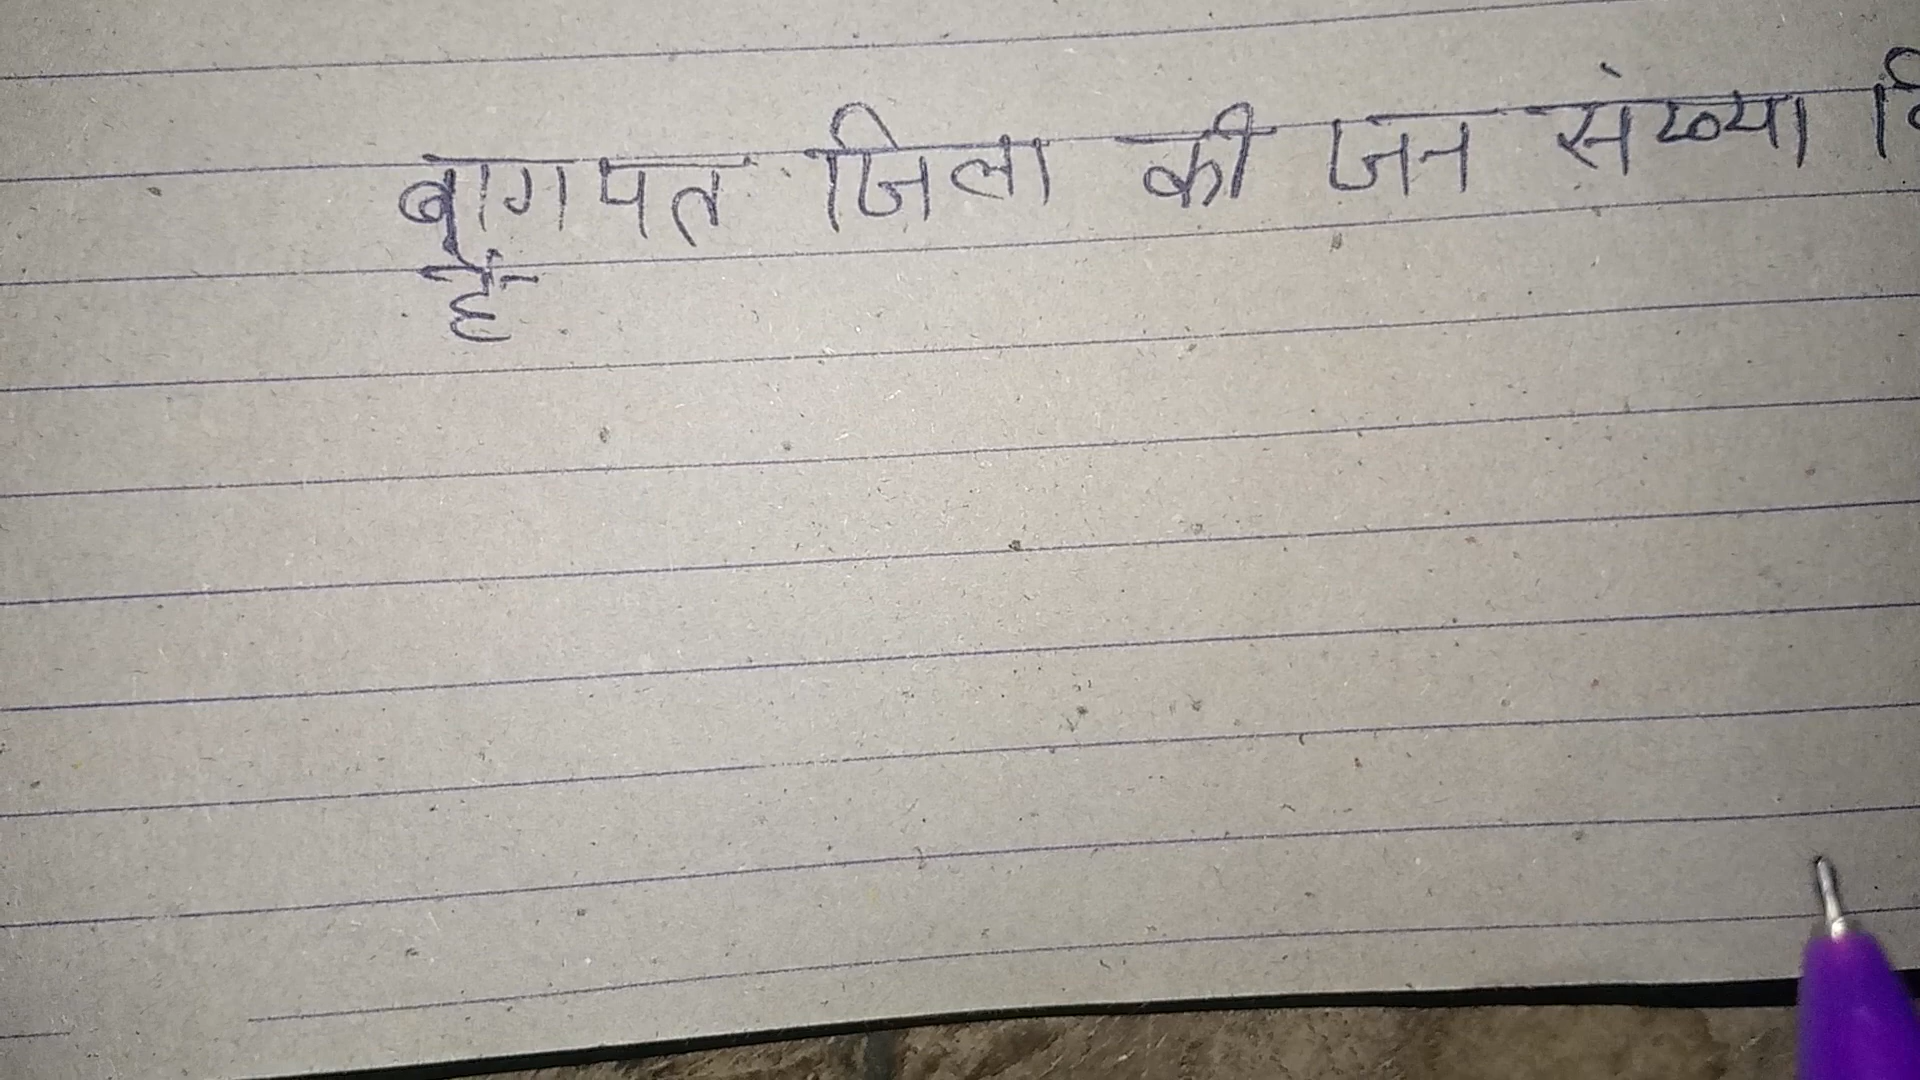 बागपत जिला की जन संख्या
है